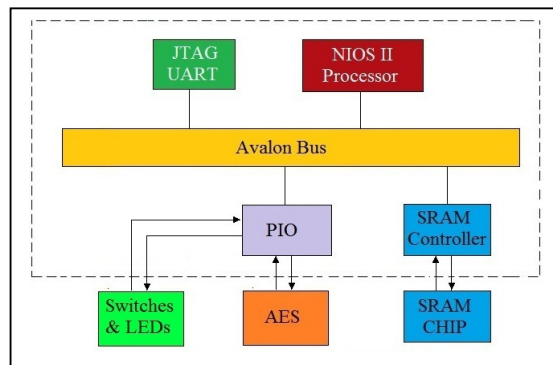 JTAG
UART
NIOS II
Processor
Avalon Bus
PIO
SRAM
Controller
Switches
& LEDs
AES
SRAM
CHIP